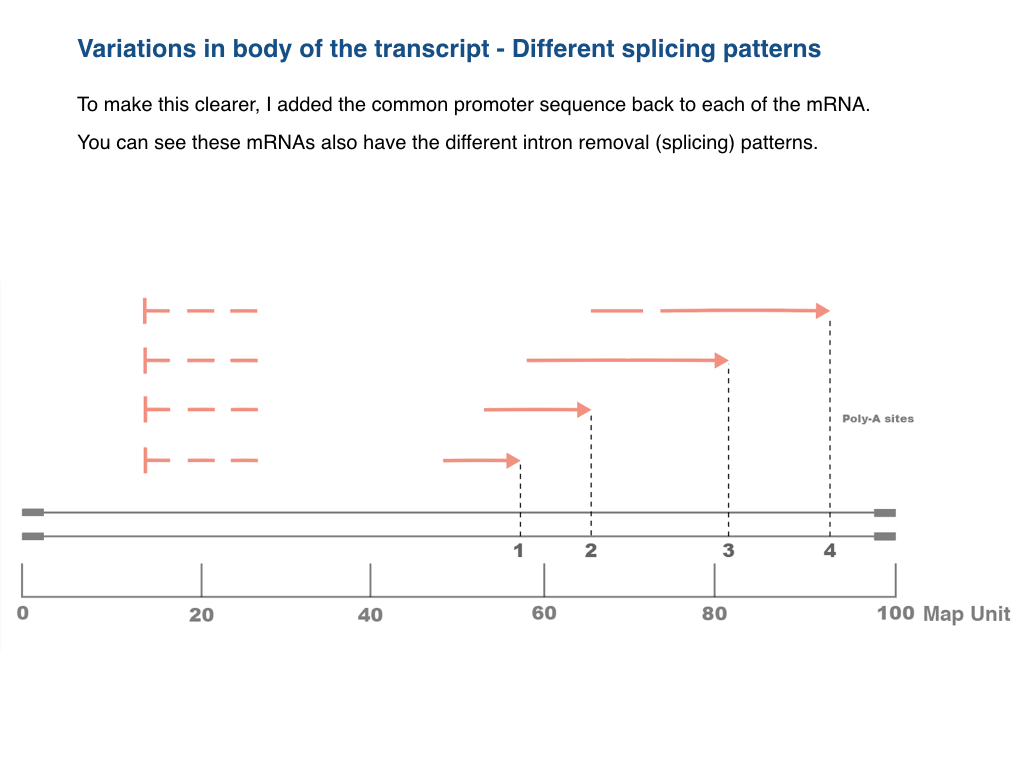 Variations in body of the transcript - Different splicing patterns
To make this clearer, I added the common promoter sequence back to each of the mRNA.
You can see these mRNAs also have the different intron removal (splicing) patterns.
Poly-A sites
1 2 3 4
0 20 40 60 80 100 Map Unit